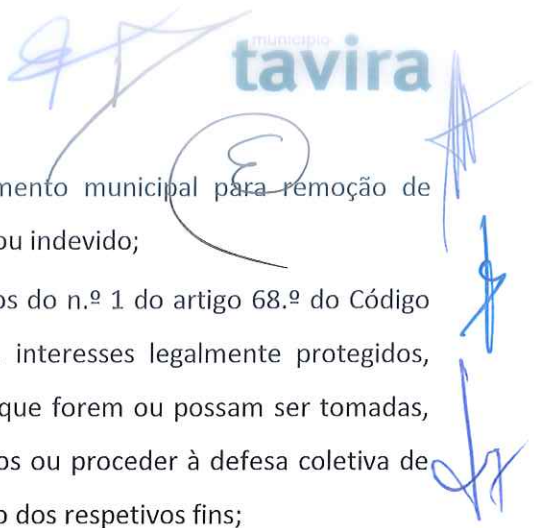 município
tavira
mento municipal para remoção de
ou indevido;
os do n.º 1 do artigo 68.º do Código
interesses legalmente protegidos,
que forem ou possam ser tomadas,
os ou proceder à defesa coletiva de
o dos respetivos fins;